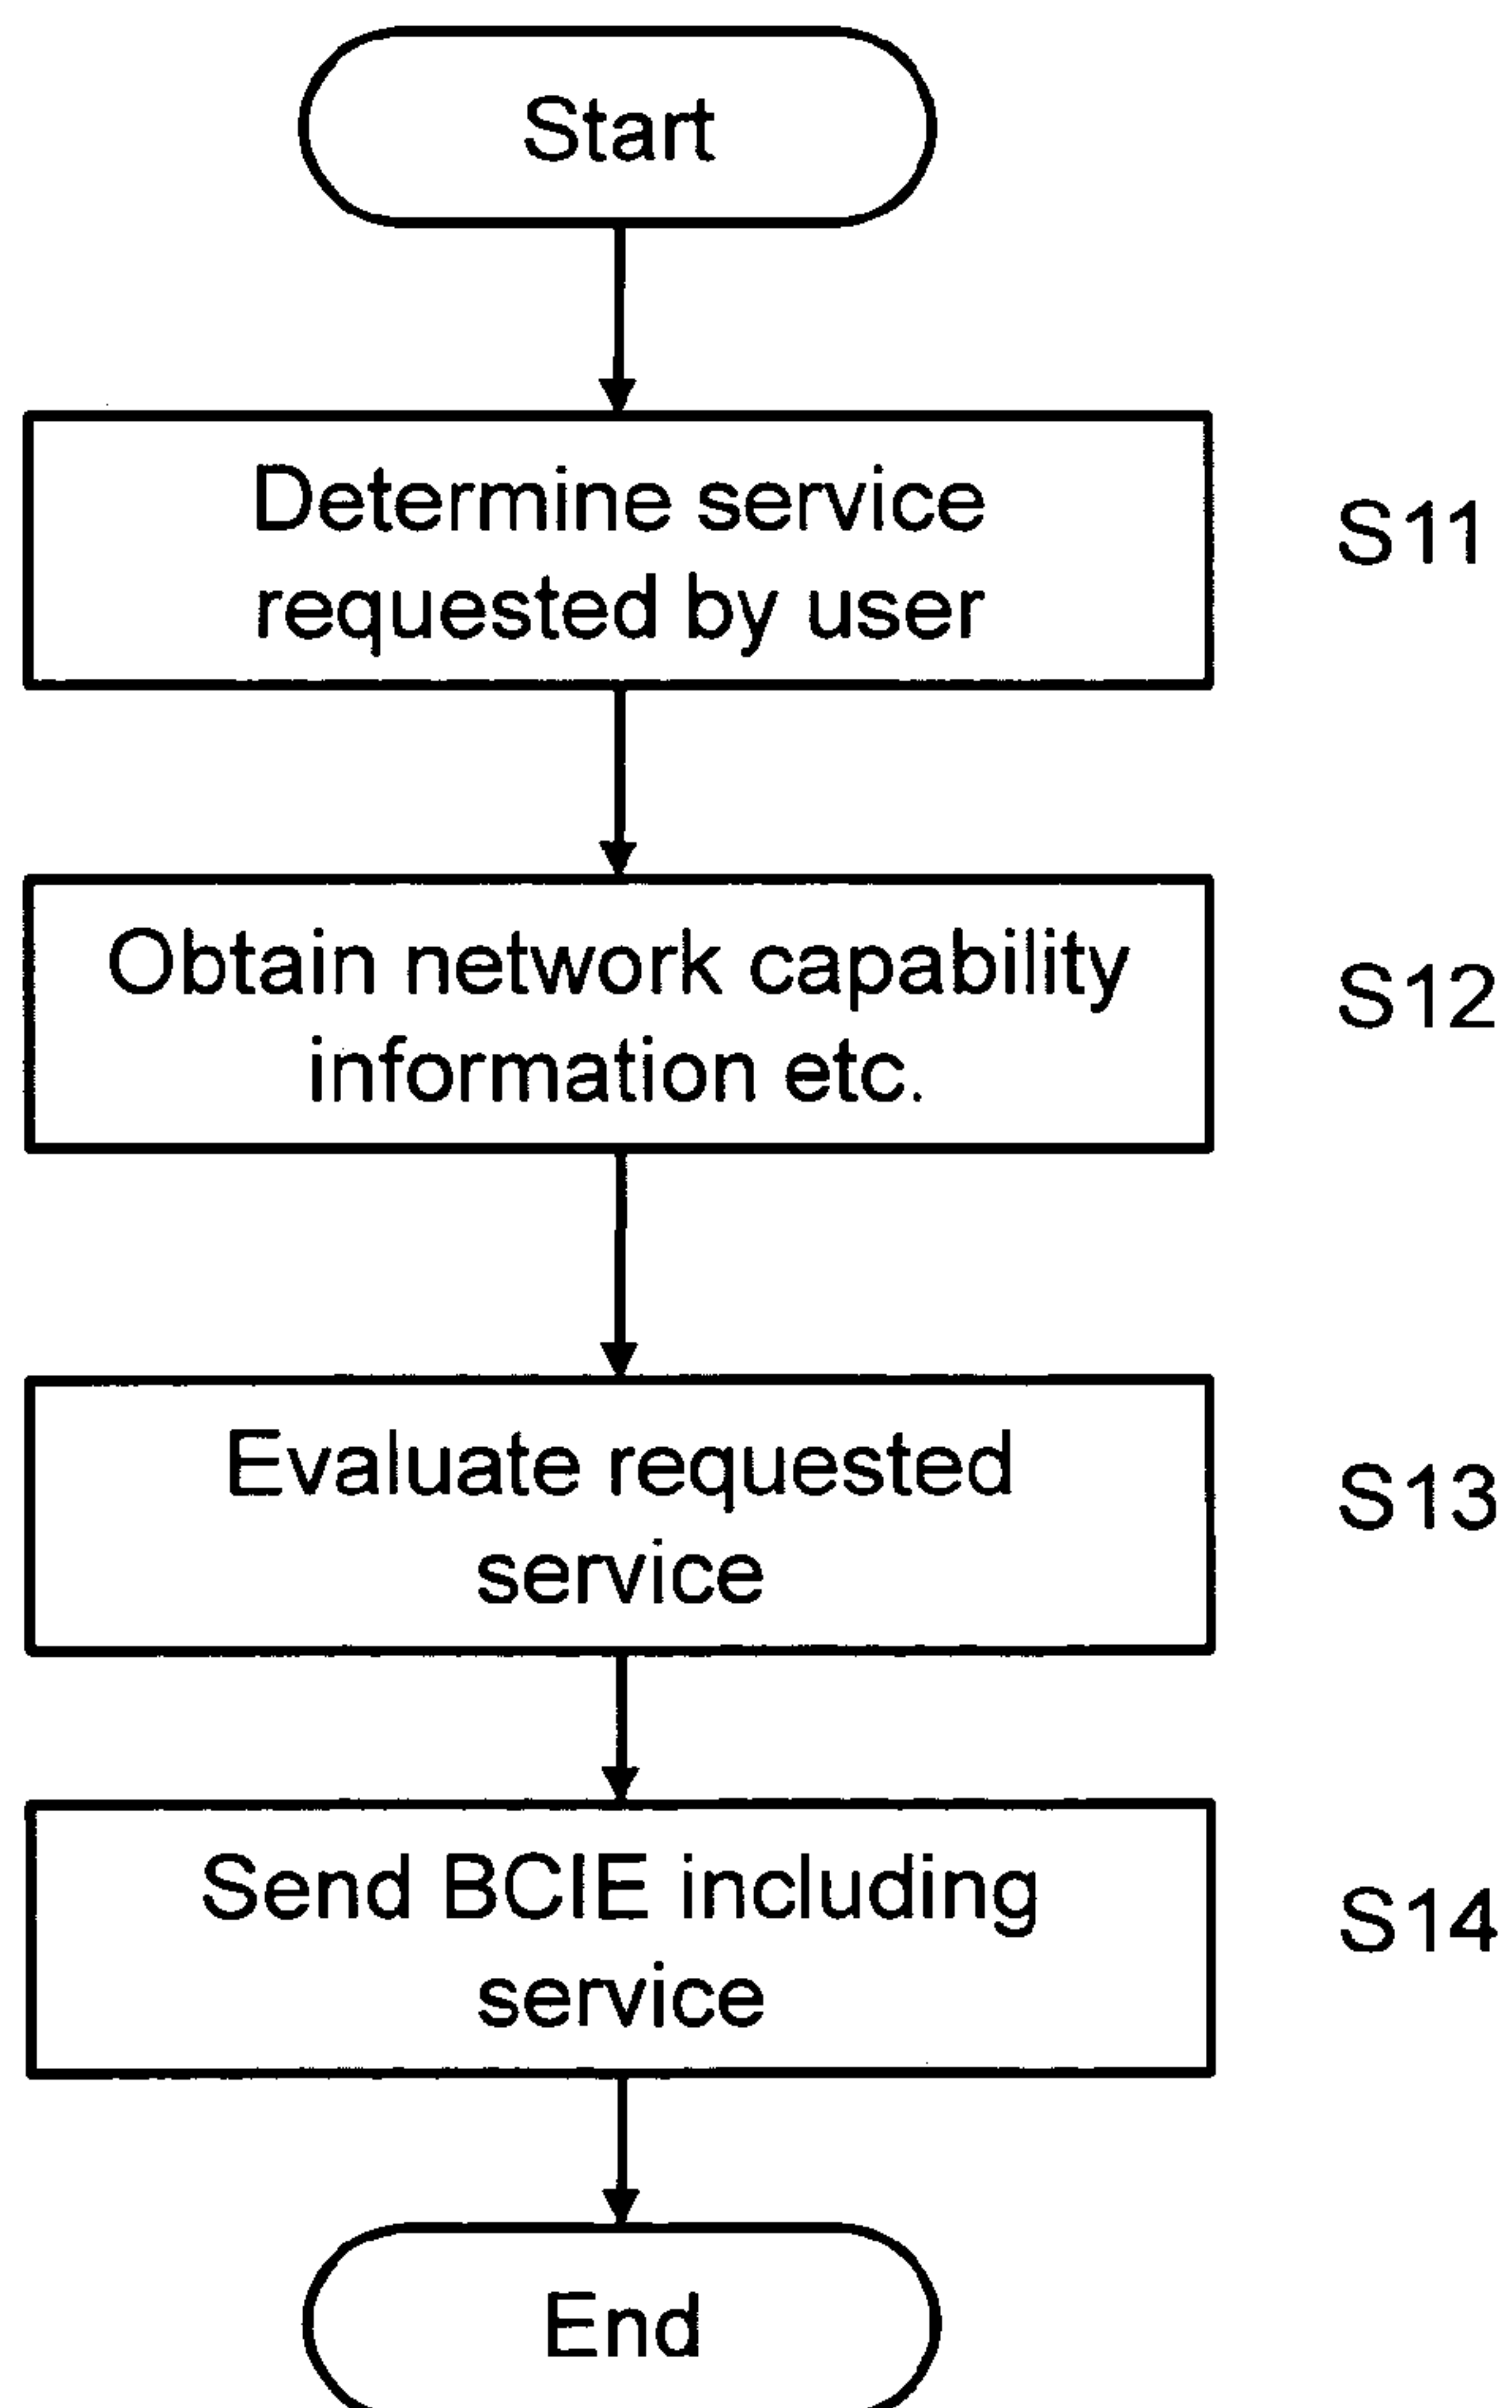 Start
Determine service
requested by user
S11
Obtain network capability
information etc.
S12
Evaluate requested
service
S13
Send BCIE including
service
S14
End